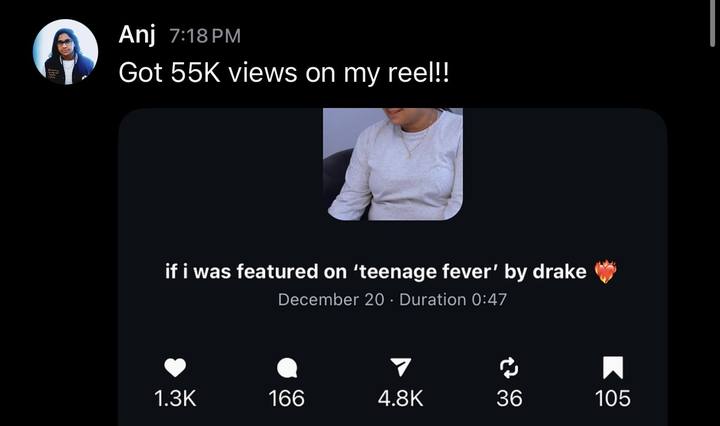 Anj 7:18 PM
Got 55K views on my reel!!
if i was featured on ‘teenage fever’ by drake ❤️‍🔥
December 20 · Duration 0:47
1.3K 166 4.8K 36 105